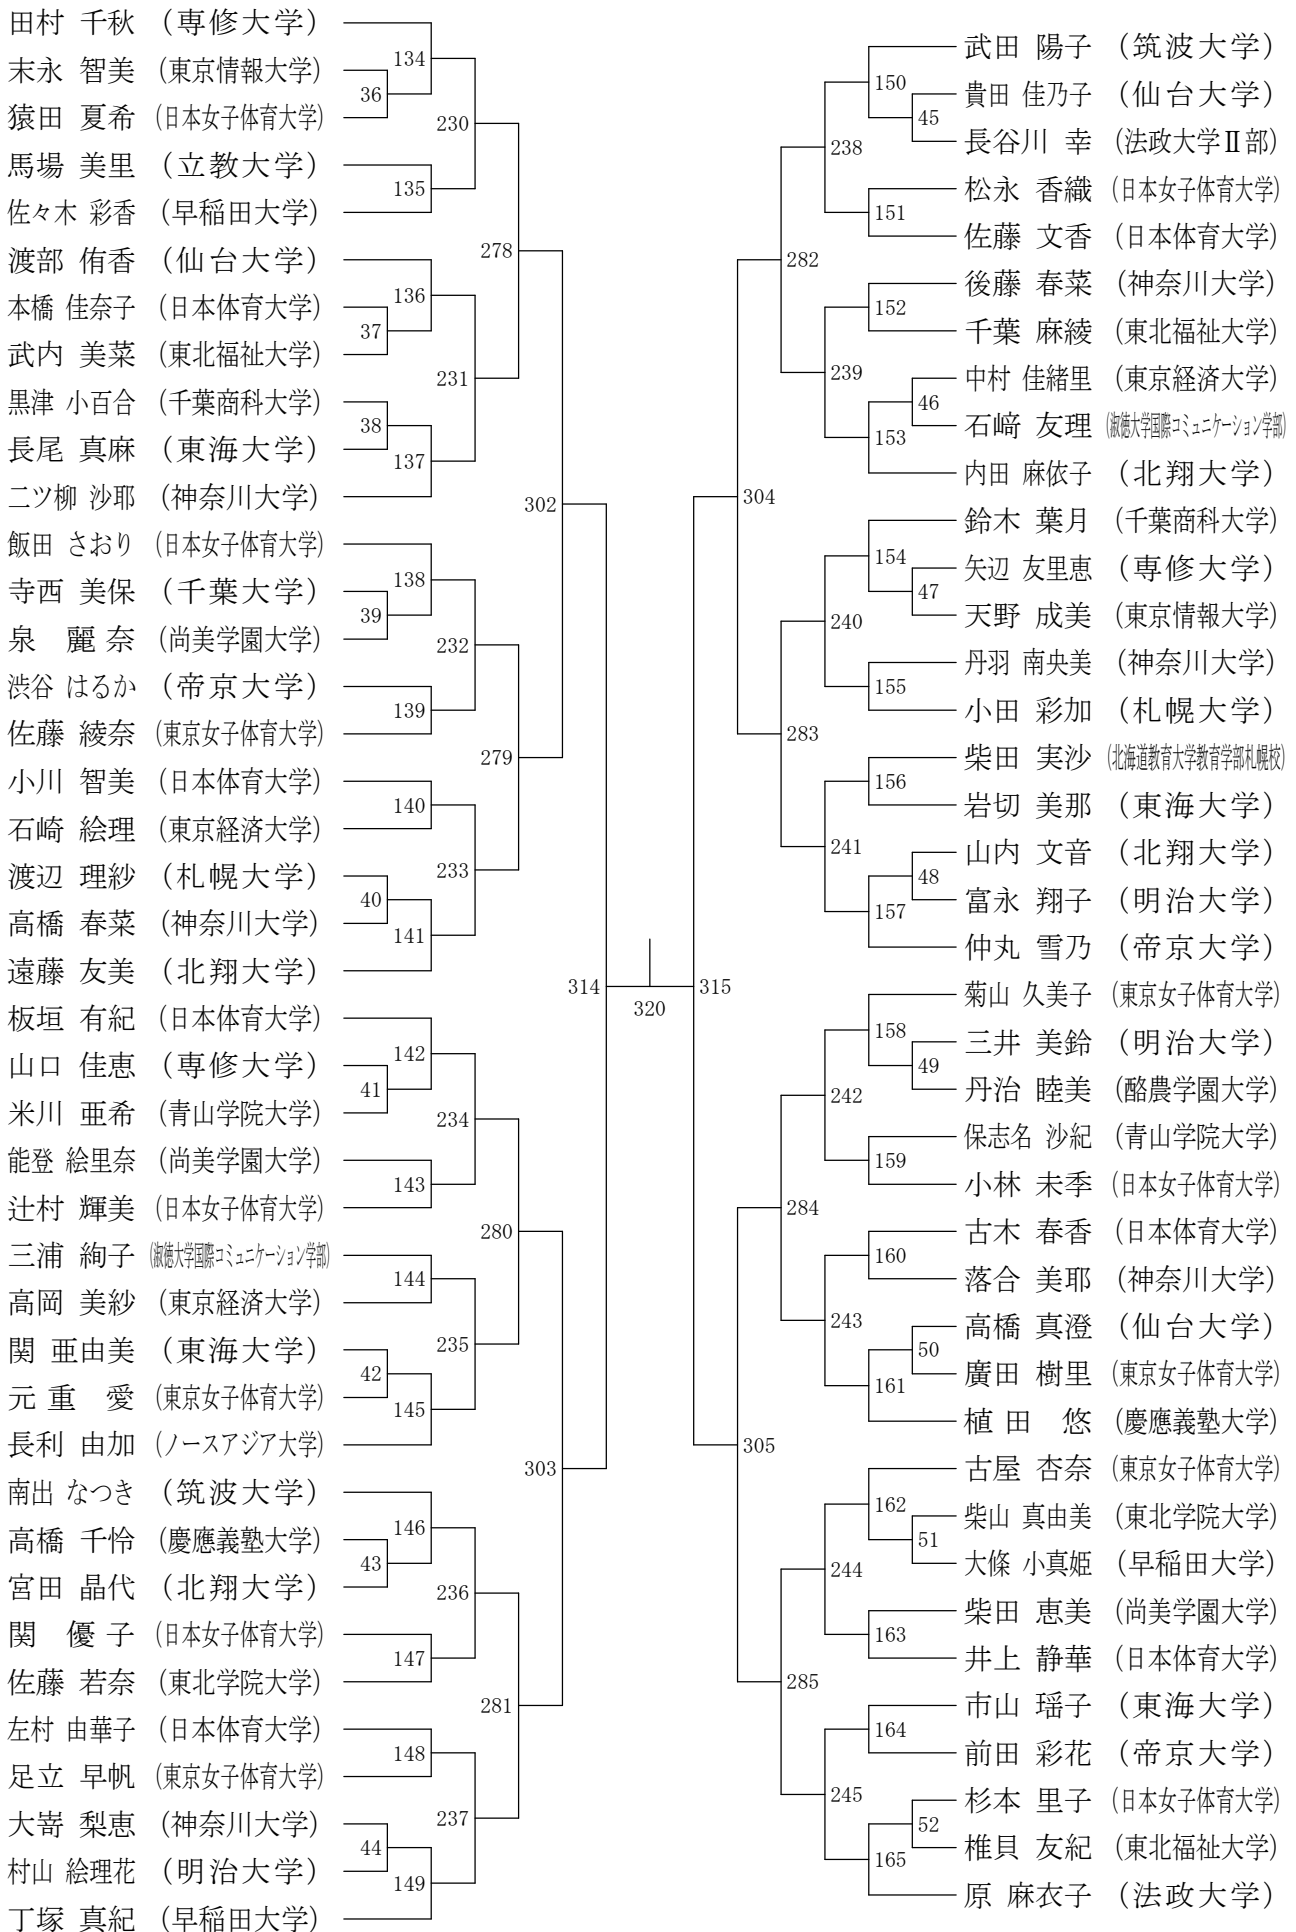 田村 千秋 (専修大学)
末永 智美 (東京情報大学)
猿田 夏希 (日本女子体育大学)
馬場 美里 (立教大学)
佐々木 彩香 (早稲田大学)
渡部 侑香 (仙台大学)
本橋 佳奈子 (日本体育大学)
武内 美菜 (東北福祉大学)
黒津 小百合 (千葉商科大学)
長尾 真麻 (東海大学)
二ツ柳 沙耶 (神奈川大学)
飯田 さおり (日本女子体育大学)
寺西 美保 (千葉大学)
泉 麗奈 (尚美学園大学)
渋谷 はるか (帝京大学)
佐藤 綾奈 (東京女子体育大学)
小川 智美 (日本体育大学)
石崎 絵理 (東京経済大学)
渡辺 理紗 (札幌大学)
高橋 春菜 (神奈川大学)
遠藤 友美 (北翔大学)
板垣 有紀 (日本体育大学)
山口 佳恵 (専修大学)
米川 亜希 (青山学院大学)
能登 絵里奈 (尚美学園大学)
辻村 輝美 (日本女子体育大学)
三浦 絢子 (淑徳大学国際コミュニケーション学部)
高岡 美紗 (東京経済大学)
関 亜由美 (東海大学)
元重 愛 (東京女子体育大学)
長利 由加 (ノースアジア大学)
南出 なつき (筑波大学)
高橋 千怜 (慶應義塾大学)
宮田 晶代 (北翔大学)
関 優子 (日本女子体育大学)
佐藤 若奈 (東北学院大学)
左村 由華子 (日本体育大学)
足立 早帆 (東京女子体育大学)
大嵜 梨恵 (神奈川大学)
村山 絵理花 (明治大学)
丁塚 真紀 (早稲田大学)
36
37
38
39
40
41
42
43
44
134
135
136
137
138
139
140
141
142
143
144
145
146
147
148
149
230
231
232
233
234
235
236
237
278
279
280
281
302
303
314
320
315
304
305
282
283
284
285
238
239
240
241
242
243
244
245
150
151
152
153
154
155
156
157
158
159
160
161
162
163
164
165
45
46
47
48
49
50
51
52
武田 陽子 (筑波大学)
貴田 佳乃子 (仙台大学)
長谷川 幸 (法政大学Ⅱ部)
松永 香織 (日本女子体育大学)
佐藤 文香 (日本体育大学)
後藤 春菜 (神奈川大学)
千葉 麻綾 (東北福祉大学)
中村 佳緒里 (東京経済大学)
石﨑 友理 (淑徳大学国際コミュニケーション学部)
内田 麻依子 (北翔大学)
鈴木 葉月 (千葉商科大学)
矢辺 友里恵 (専修大学)
天野 成美 (東京情報大学)
丹羽 南央美 (神奈川大学)
小田 彩加 (札幌大学)
柴田 実沙 (北海道教育大学教育学部札幌校)
岩切 美那 (東海大学)
山内 文音 (北翔大学)
富永 翔子 (明治大学)
仲丸 雪乃 (帝京大学)
菊山 久美子 (東京女子体育大学)
三井 美鈴 (明治大学)
丹治 睦美 (酪農学園大学)
保志名 沙紀 (青山学院大学)
小林 未季 (日本女子体育大学)
古木 春香 (日本体育大学)
落合 美耶 (神奈川大学)
高橋 真澄 (仙台大学)
廣田 樹里 (東京女子体育大学)
植田 悠 (慶應義塾大学)
古屋 杏奈 (東京女子体育大学)
柴山 真由美 (東北学院大学)
大條 小真姫 (早稲田大学)
柴田 恵美 (尚美学園大学)
井上 静華 (日本体育大学)
市山 瑶子 (東海大学)
前田 彩花 (帝京大学)
杉本 里子 (日本女子体育大学)
椎貝 友紀 (東北福祉大学)
原 麻衣子 (法政大学)